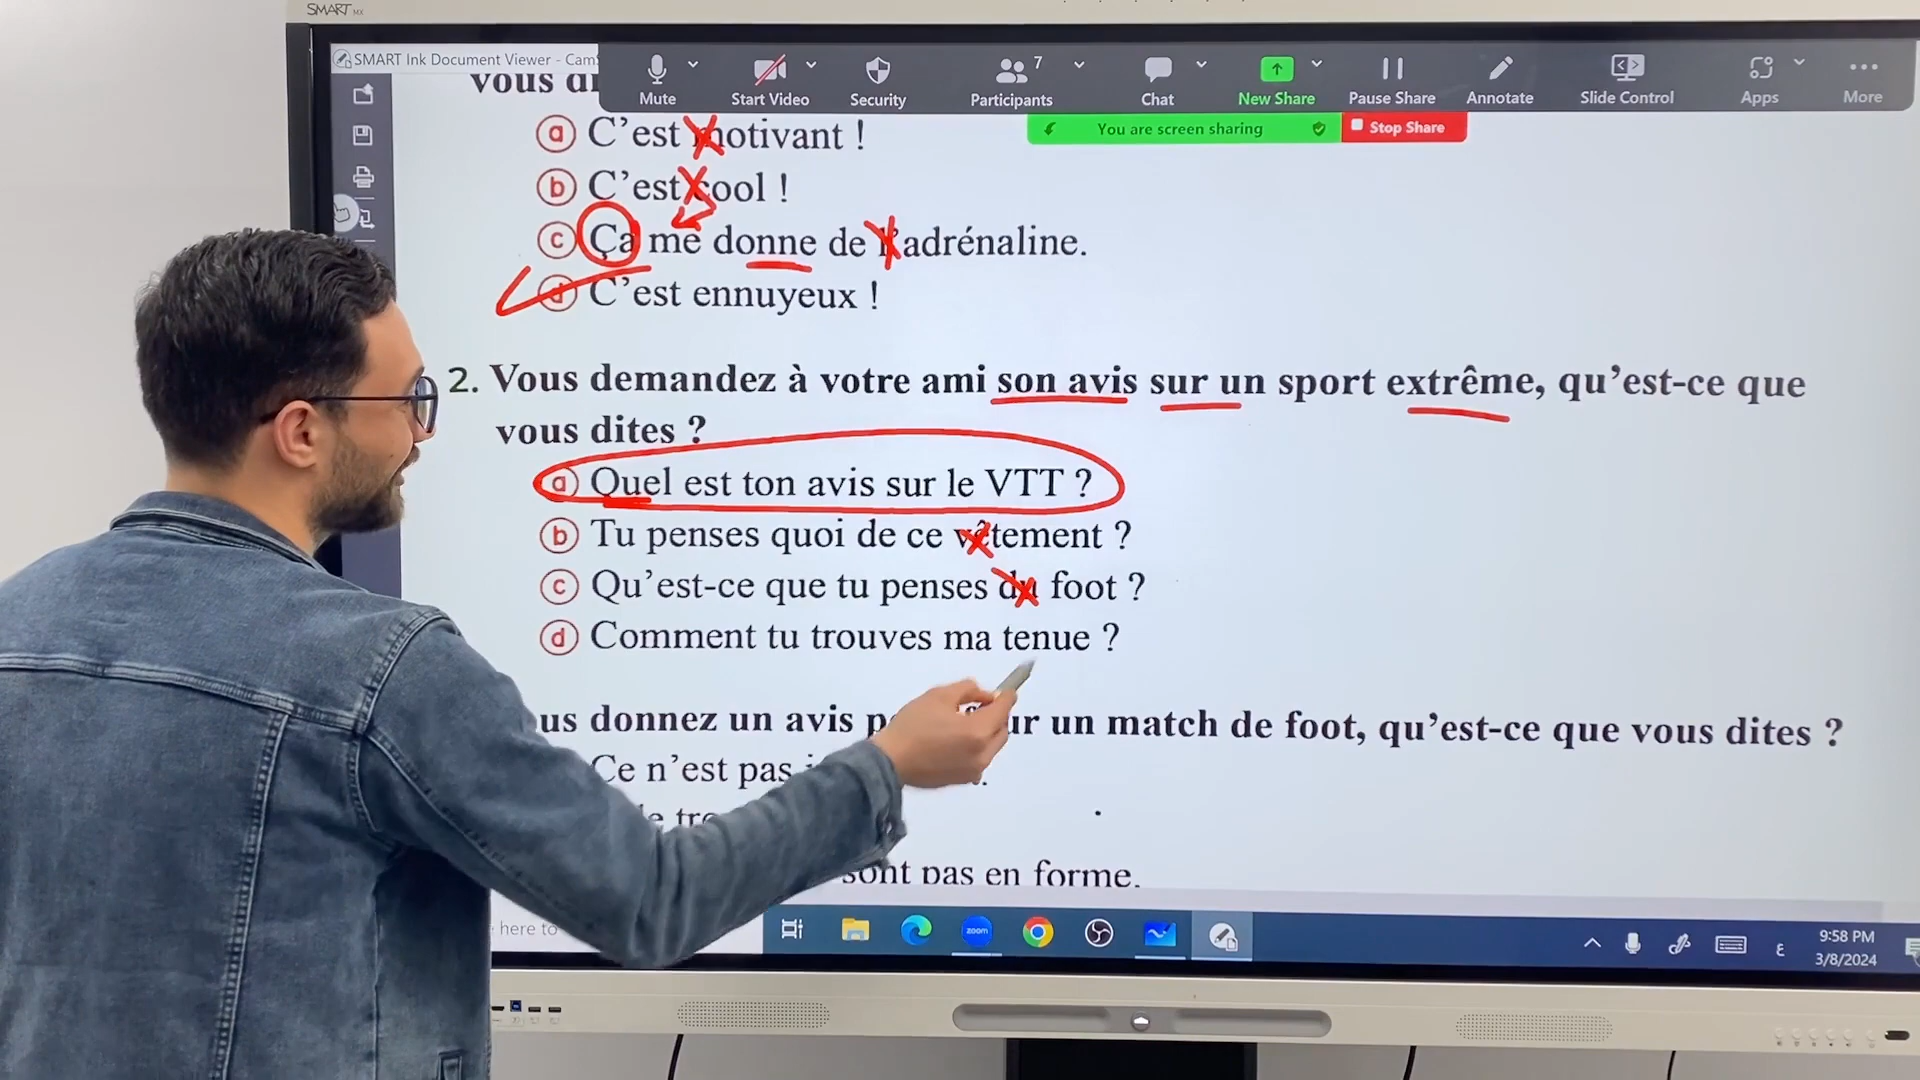 SMART MX
SMART Ink Document Viewer - Cam
Mute
Start Video
Security
7
Participants
Chat
New Share
Pause Share
Annotate
Slide Control
Apps
More
You are screen sharing
Stop Share
vous
a C'est motivant !
b C'est cool !
c Ça me donne de l'adrénaline.
d C'est ennuyeux !
2. Vous demandez à votre ami son avis sur un sport extrême, qu'est-ce que
vous dites ?
a Quel est ton avis sur le VTT ?
b Tu penses quoi de ce vêtement ?
c Qu'est-ce que tu penses du foot ?
d Comment tu trouves ma tenue ?
us donnez un avis ur un match de foot, qu'est-ce que vous dites ?
Ce n'est pas
sont pas en forme.
here to
zoom
ع
9:58 PM
3/8/2024